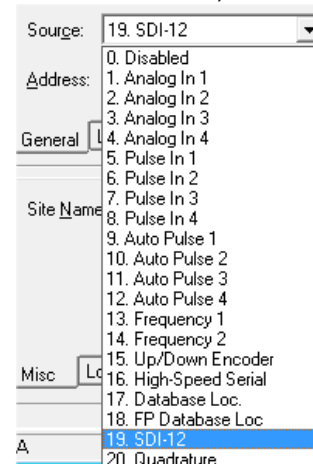 Source: 19. SDI-12
0. Disabled
Address: 1. Analog In 1
2. Analog In 2
3. Analog In 3
General 4. Analog In 4
5. Pulse In 1
6. Pulse In 2
Site Name 7. Pulse In 3
8. Pulse In 4
9. Auto Pulse 1
10. Auto Pulse 2
11. Auto Pulse 3
12. Auto Pulse 4
13. Frequency 1
14. Frequency 2
15. Up/Down Encoder
Misc 16. High-Speed Serial
17. Database Loc.
18. FP Database Loc
A 19. SDI-12
20. Quadrature